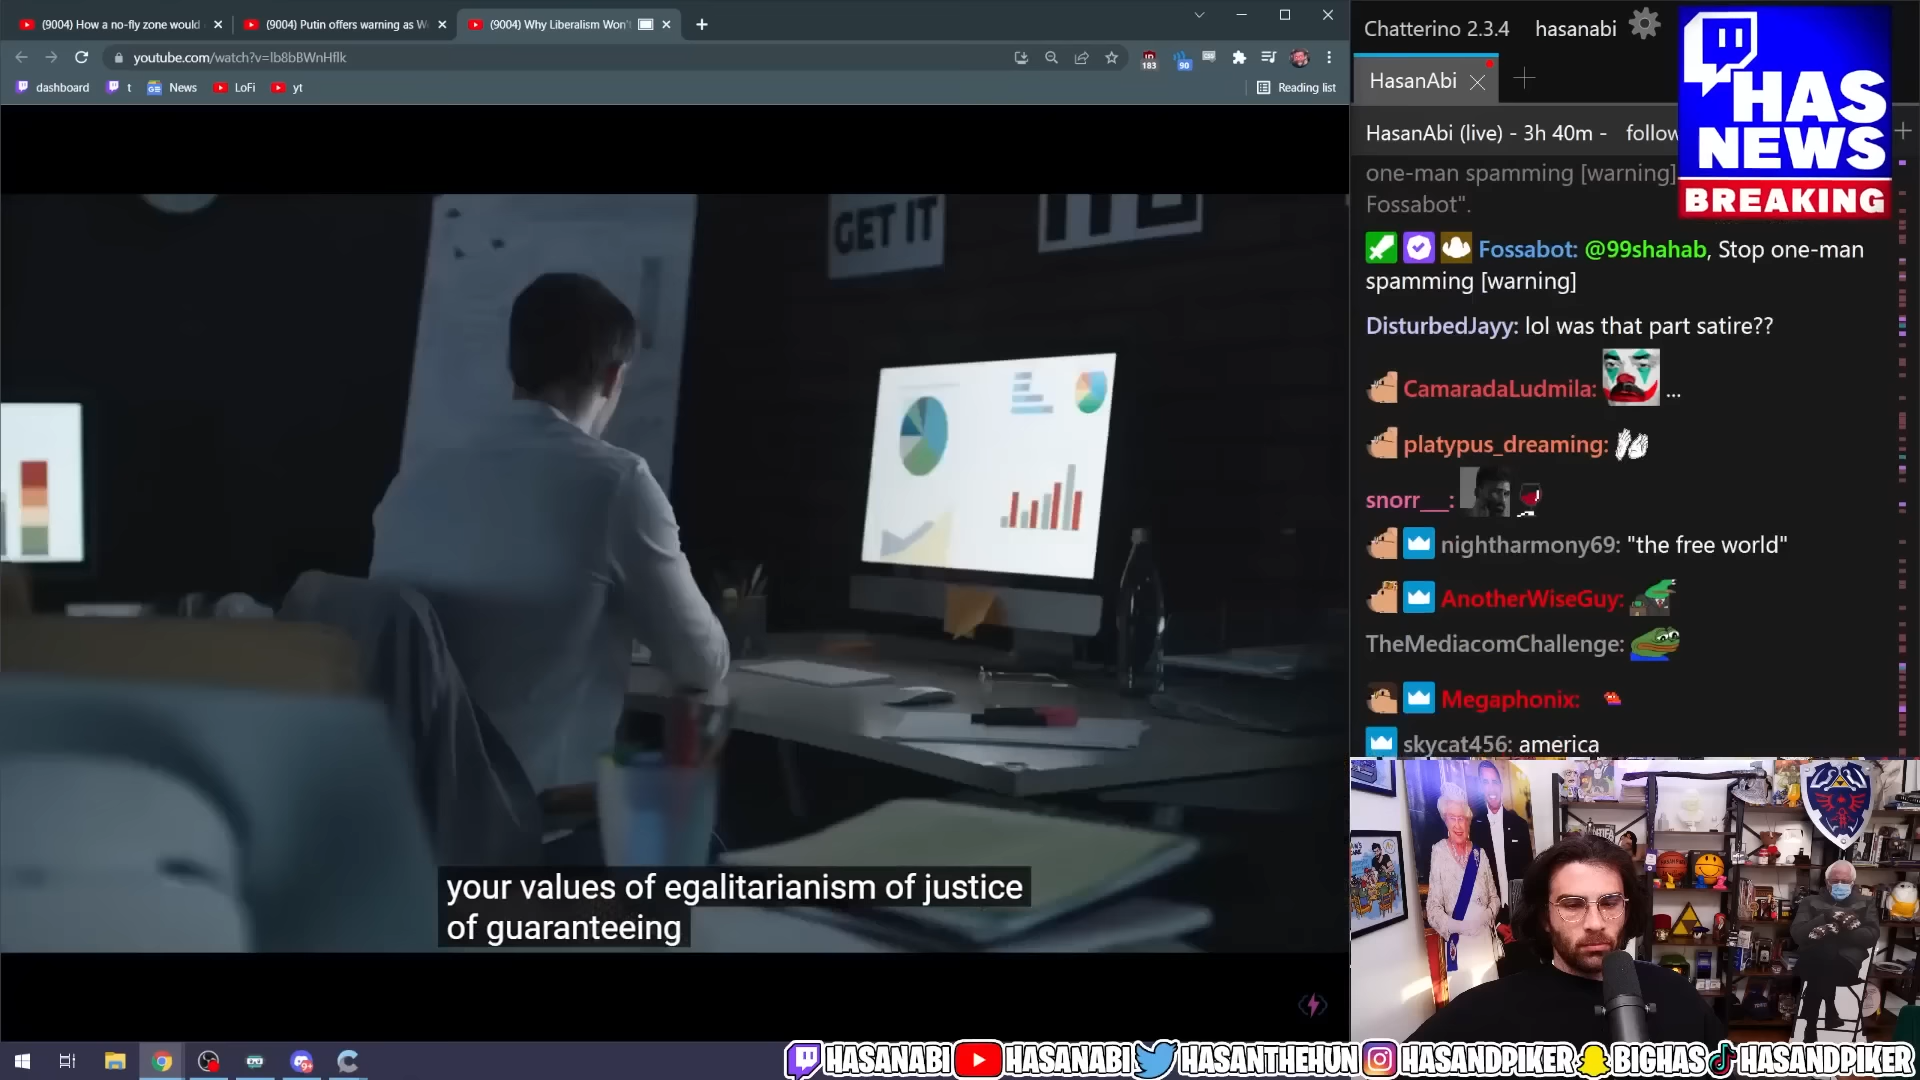 (9004) How a no-fly zone would
(9004) Putin offers warning as W
(9004) Why Liberalism Won'
youtube.com/watch?v=lb8bBWnHflk
183
90
dashboard
t
News
LoFi
yt
Reading list
GET IT
your values of egalitarianism of justice
of guaranteeing
Chatterino 2.3.4
hasanabi
HasanAbi
HasanAbi (live) - 3h 40m - follow
HAS
NEWS
BREAKING
one-man spamming [warning]
Fossabot".
Fossabot: @99shahab, Stop one-man
spamming [warning]
DisturbedJayy: lol was that part satire??
CamaradaLudmila: ...
platypus_dreaming:
snorr___:
nightharmony69: "the free world"
AnotherWiseGuy:
TheMediacomChallenge:
Megaphonix:
skycat456: america
HASANABI HASANABI HASANTHEHUN HASANDPIKER BIGHAS HASANDPIKER